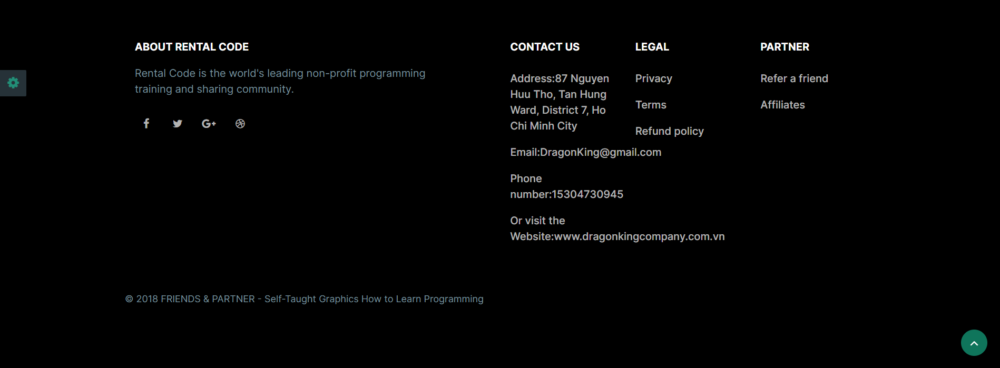 ABOUT RENTAL CODE
Rental Code is the world's leading non-profit programming
training and sharing community.
CONTACT US
Address:87 Nguyen
Huu Tho, Tan Hung
Ward, District 7, Ho
Chi Minh City
Email:DragonKing@gmail.com
Phone
number:15304730945
Or visit the
Website:www.dragonkingcompany.com.vn
LEGAL
Privacy
Terms
Refund policy
PARTNER
Refer a friend
Affiliates
© 2018 FRIENDS & PARTNER - Self-Taught Graphics How to Learn Programming